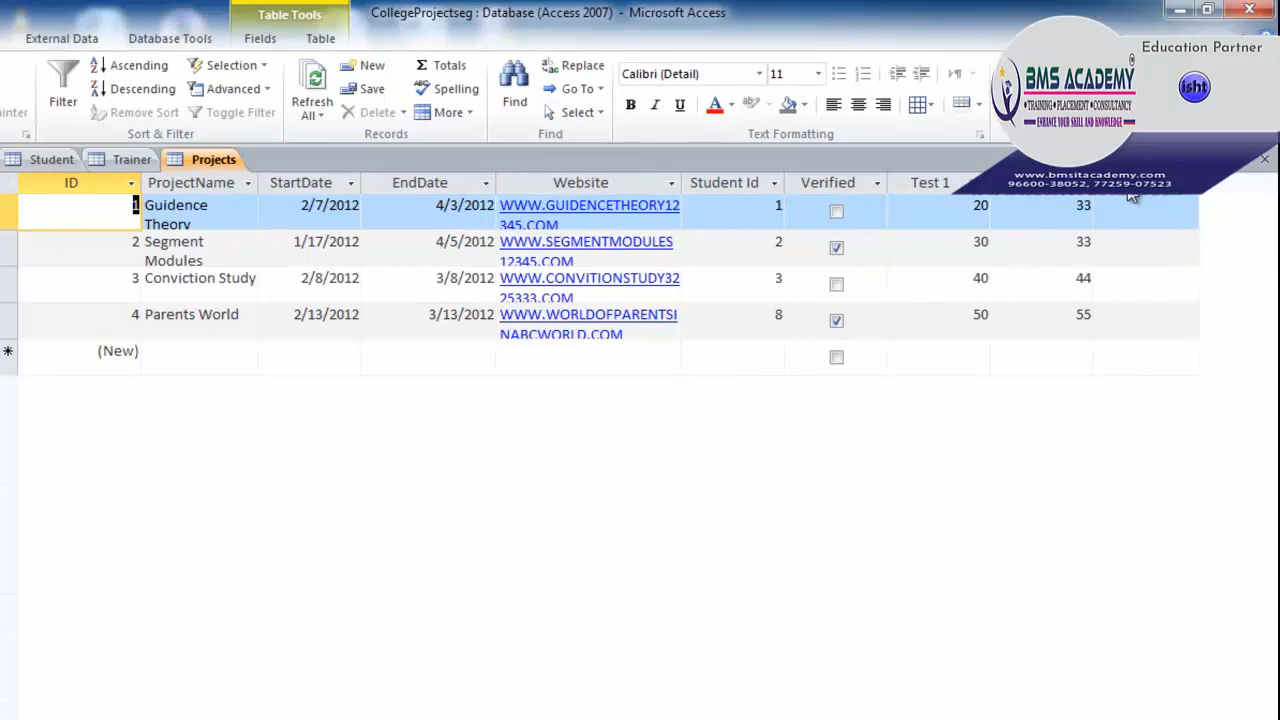 Table Tools
CollegeProjectseg : Database (Access 2007) - Microsoft Access
External Data
Database Tools
Fields
Table
Filter
Ascending
Descending
Remove Sort
Selection
Advanced
Toggle Filter
Sort & Filter
Refresh
All
New
Save
Delete
Totals
Spelling
More
Records
Find
Replace
Go To
Select
Find
Calibri (Detail)
11
B I U
A
ab
Text Formatting
Education Partner
BMS ACADEMY
R
•TRAINING •PLACEMENT •CONSULTANCY
ENHANCE YOUR SKILL AND KNOWLEDGE
isht
www.bmsitacademy.com
96600-38052, 77259-07523
Student
Trainer
Projects
ID ProjectName StartDate EndDate Website Student Id Verified Test 1
1 Guidence Theory 2/7/2012 4/3/2012 WWW.GUIDENCETHEORY12345.COM 1 20 33
2 Segment Modules 1/17/2012 4/5/2012 WWW.SEGMENTMODULES12345.COM 2 30 33
3 Conviction Study 2/8/2012 3/8/2012 WWW.CONVITIONSTUDY3225333.COM 3 40 44
4 Parents World 2/13/2012 3/13/2012 WWW.WORLDOFPARENTSINABCWORLD.COM 8 50 55
(New)